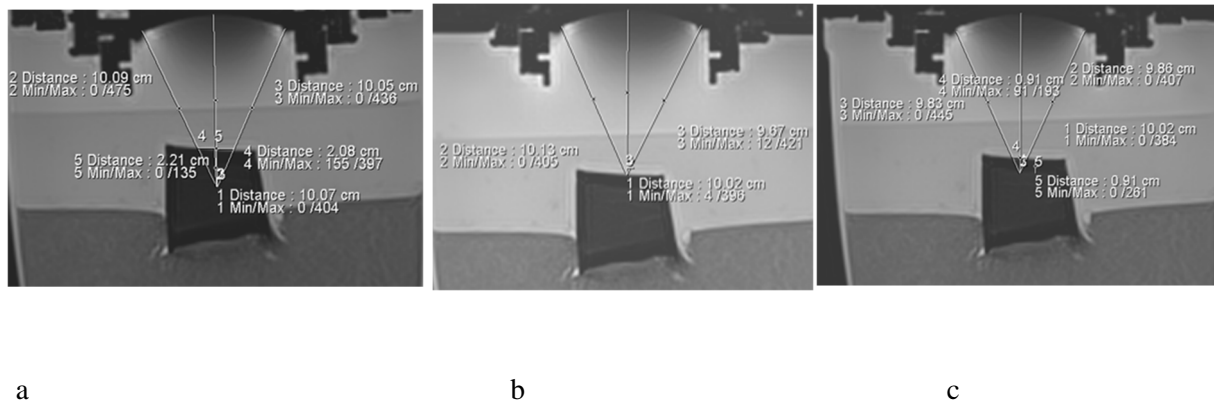 2 Distance : 10.09 cm
2 Min/Max : 0 /475
3 Distance : 10.05 cm
3 Min/Max : 0 /436
4 5
5 Distance : 2.21 cm
5 Min/Max : 0 /135
4 Distance : 2.08 cm
4 Min/Max : 155 /397
1 Distance : 10.07 cm
1 Min/Max : 0 /404
3 Distance : 9.67 cm
3 Min/Max : 12 /421
2 Distance : 10.13 cm
2 Min/Max : 0 /405
3
1 Distance : 10.02 cm
1 Min/Max : 4 /396
2 Distance : 9.86 cm
2 Min/Max : 0 /407
4 Distance : 0.91 cm
4 Min/Max : 91 /193
3 Distance : 9.83 cm
3 Min/Max : 0 /445
1 Distance : 10.02 cm
1 Min/Max : 0 /384
4
3 5
5 Distance : 0.91 cm
5 Min/Max : 0 /261
a b c